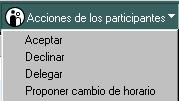 Acciones de los participantes
Aceptar
Declinar
Delegar
Proponer cambio de horario